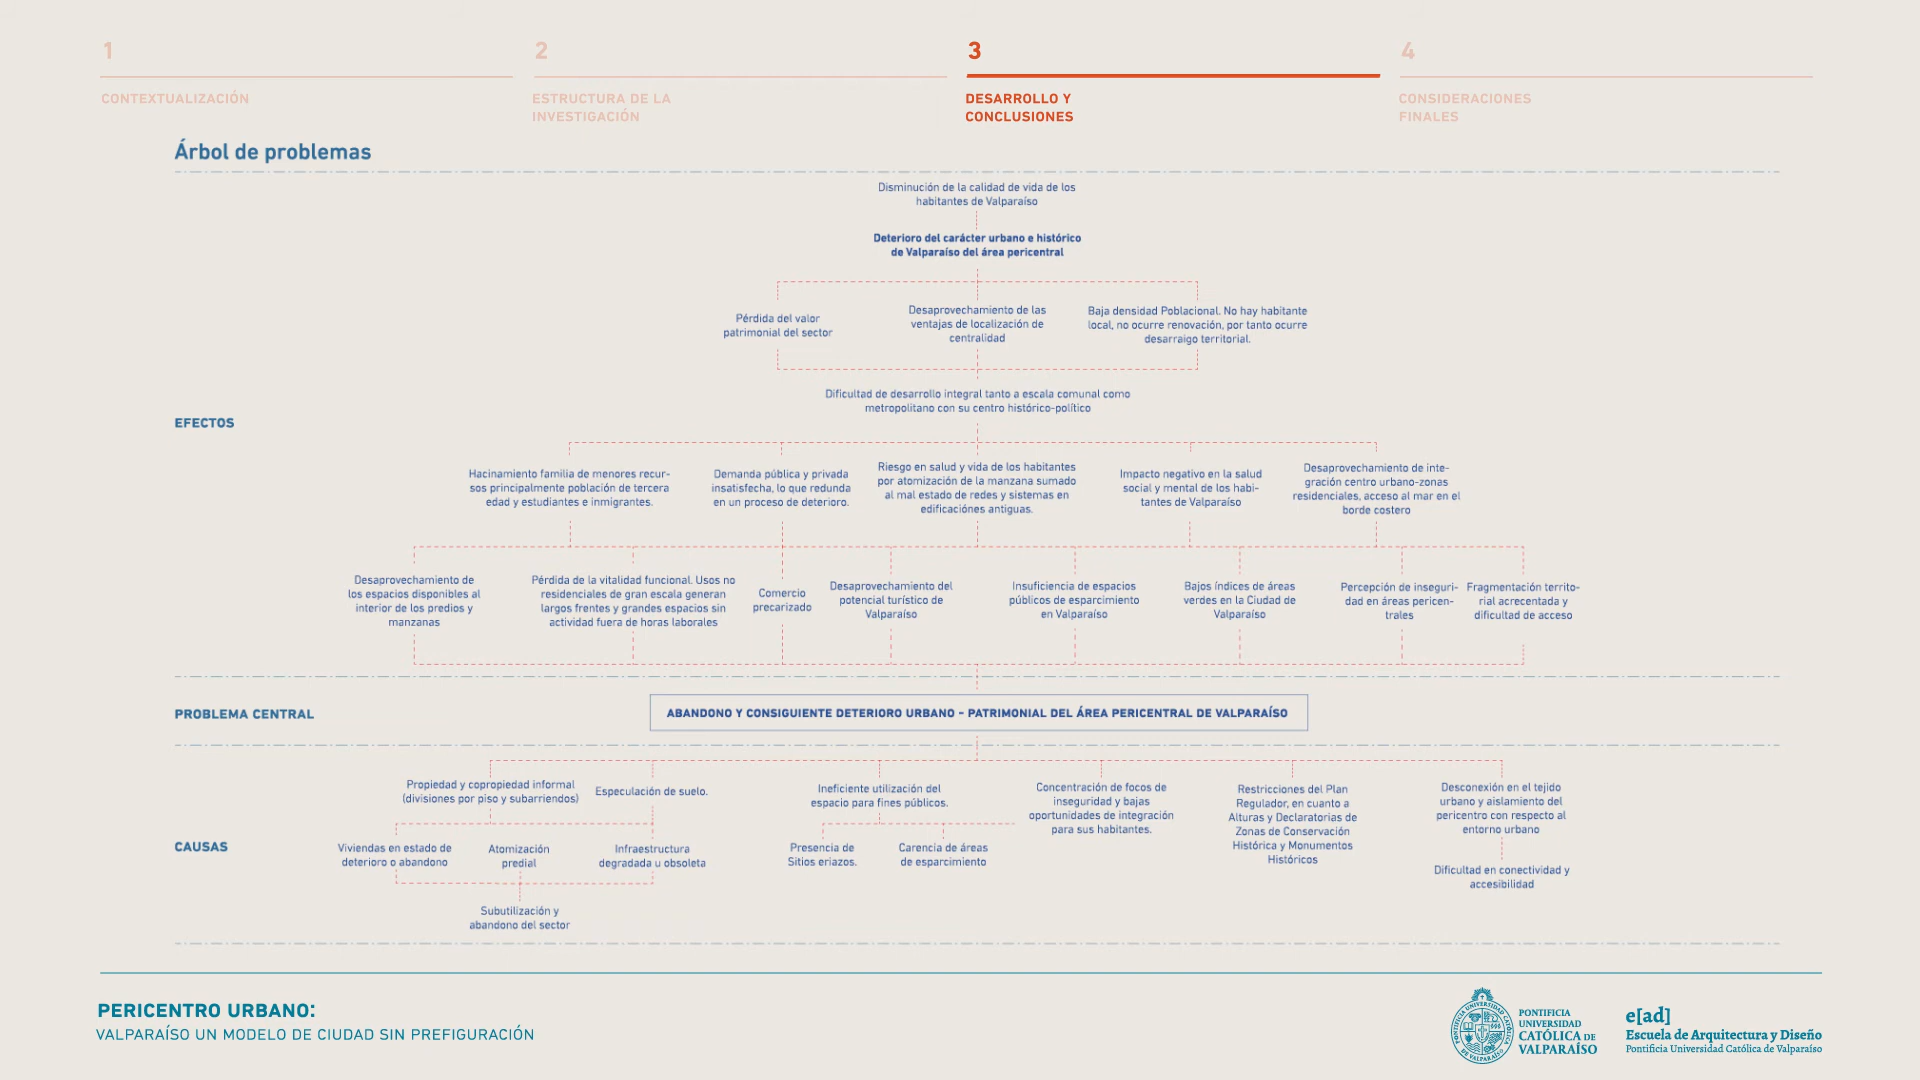 1
2
3
4
CONTEXTUALIZACIÓN
ESTRUCTURA DE LA
INVESTIGACIÓN
DESARROLLO Y
CONCLUSIONES
CONSIDERACIONES
FINALES
Árbol de problemas
Disminución de la calidad de vida de los
habitantes de Valparaíso
Deterioro del carácter urbano e histórico
de Valparaíso del área pericentral
Pérdida del valor
patrimonial del sector
Desaprovechamiento de las
ventajas de localización de
centralidad
Baja densidad Poblacional. No hay habitante
local, no ocurre renovación, por tanto ocurre
desarraigo territorial.
Dificultad de desarrollo integral tanto a escala comunal como
metropolitano con su centro histórico-político
EFECTOS
Hacinamiento familia de menores recur-
sos principalmente población de tercera
edad y estudiantes e inmigrantes.
Demanda pública y privada
insatisfecha, lo que redunda
en un proceso de deterioro.
Riesgo en salud y vida de los habitantes
por atomización de la manzana sumado
al mal estado de redes y sistemas en
edificaciónes antiguas.
Impacto negativo en la salud
social y mental de los habi-
tantes de Valparaíso
Desaprovechamiento de inte-
gración centro urbano-zonas
residenciales, acceso al mar en el
borde costero
Desaprovechamiento de
los espacios disponibles al
interior de los predios y
manzanas
Pérdida de la vitalidad funcional. Usos no
residenciales de gran escala generan
largos frentes y grandes espacios sin
actividad fuera de horas laborales
Comercio
precarizado
Desaprovechamiento del
potencial turístico de
Valparaíso
Insuficiencia de espacios
públicos de esparcimiento
en Valparaíso
Bajos índices de áreas
verdes en la Ciudad de
Valparaíso
Percepción de inseguri-
dad en áreas pericen-
trales
Fragmentación territo-
rial acrecentada y
dificultad de acceso
PROBLEMA CENTRAL
ABANDONO Y CONSIGUIENTE DETERIORO URBANO - PATRIMONIAL DEL ÁREA PERICENTRAL DE VALPARAÍSO
CAUSAS
Propiedad y copropiedad informal
(divisiones por piso y subarriendos)
Especulación de suelo.
Ineficiente utilización del
espacio para fines públicos.
Concentración de focos de
inseguridad y bajas
oportunidades de integración
para sus habitantes.
Restricciones del Plan
Regulador, en cuanto a
Alturas y Declaratorias de
Zonas de Conservación
Histórica y Monumentos
Históricos
Desconexión en el tejido
urbano y aislamiento del
pericentro con respecto al
entorno urbano
Viviendas en estado de
deterioro o abandono
Atomización
predial
Infraestructura
degradada u obsoleta
Presencia de
Sitios eriazos.
Carencia de áreas
de esparcimiento
Dificultad en conectividad y
accesibilidad
Subutilización y
abandono del sector
PERICENTRO URBANO:
VALPARAÍSO UN MODELO DE CIUDAD SIN PREFIGURACIÓN
PONTIFICIA UNIVERSIDAD CATÓLICA
DE VALPARAÍSO
PONTIFICIA
UNIVERSIDAD
CATÓLICA DE
VALPARAÍSO
e[ad]
Escuela de Arquitectura y Diseño
Pontificia Universidad Católica de Valparaíso